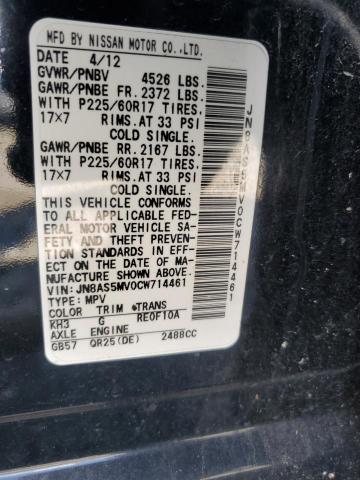 MFD BY NISSAN MOTOR CO.,LTD.
DATE 4/12
GVWR/PNBV 4526 LBS.
GAWR/PNBE FR. 2372 LBS.
WITH P225/60R17 TIRES.
17×7 RIMS. AT 33 PSI
COLD SINGLE.
GAWR/PNBE RR. 2167 LBS.
WITH P225/60R17 TIRES.
17×7 RIMS. AT 33 PSI
COLD SINGLE.
THIS VEHICLE CONFORMS
TO ALL APPLICABLE FED-
ERAL MOTOR VEHICLE SA-
FETY AND THEFT PREVENTION
STANDARDS IN EFF-
ECT ON THE DATE OF MA-
NUFACTURE SHOWN ABOVE.
VIN: JN8AS5MV0CW714461
TYPE: MPV
COLOR TRIM TRANS
KH3 G RE0F10A
AXLE ENGINE
GB57 QR25(DE) 2488CC
JN8AS5MV0CW714461